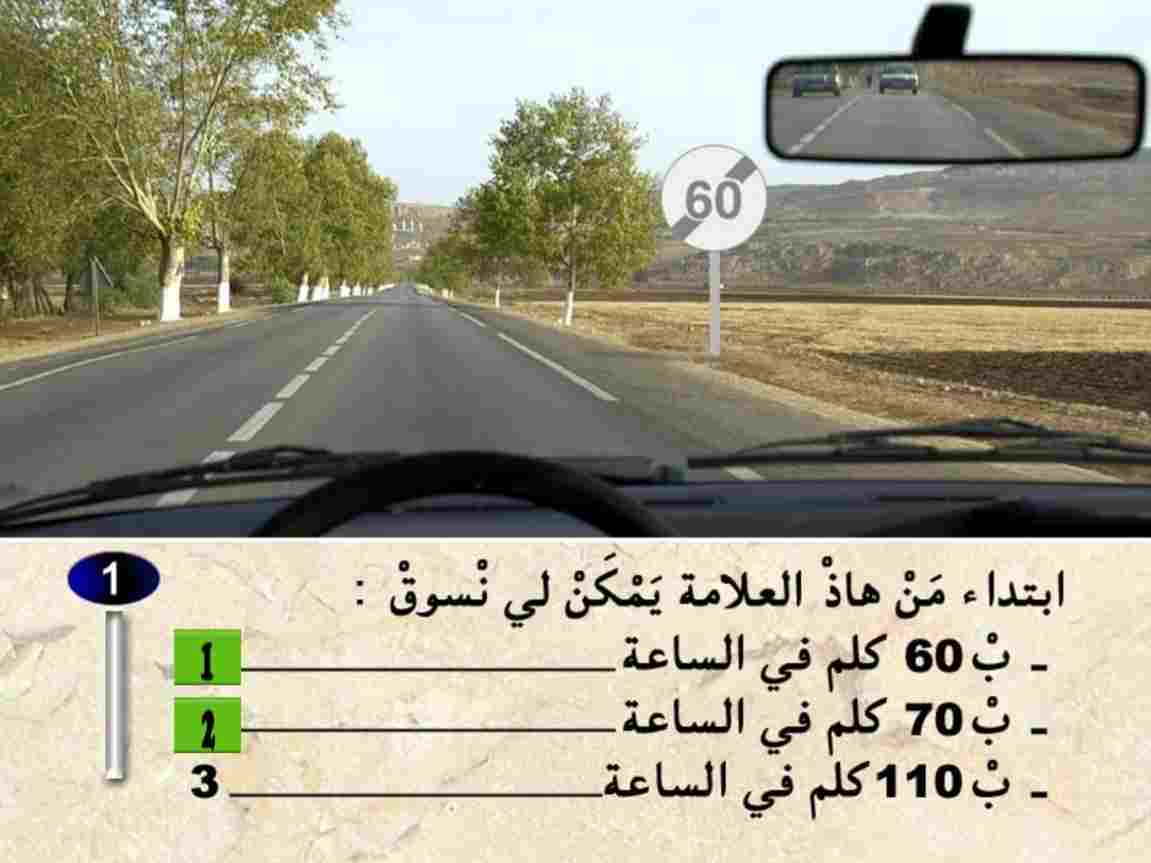 60
1
ابتداء مَنْ هاذْ العلامة يَمْكَنْ لي نْسوقْ :
ـ بْ 60 كلم في الساعة 1
ـ بْ 70 كلم في الساعة 2
ـ بْ 110 كلم في الساعة 3